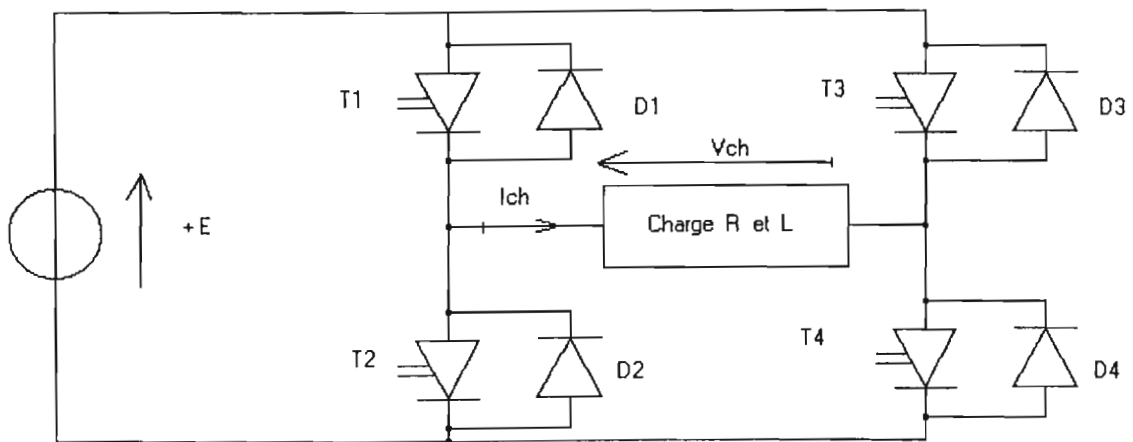 T1
D1
T3
D3
Vch
Ich
+E
Charge R et L
T2
D2
T4
D4